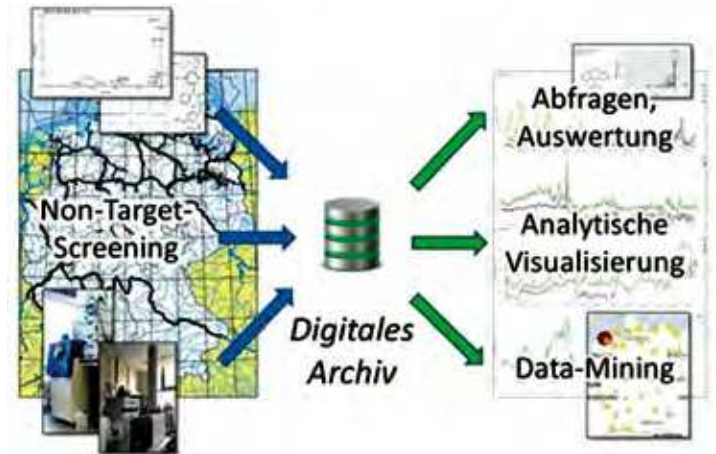 Non-Target-
Screening
Digitales
Archiv
Abfragen,
Auswertung
Analytische
Visualisierung
Data-Mining